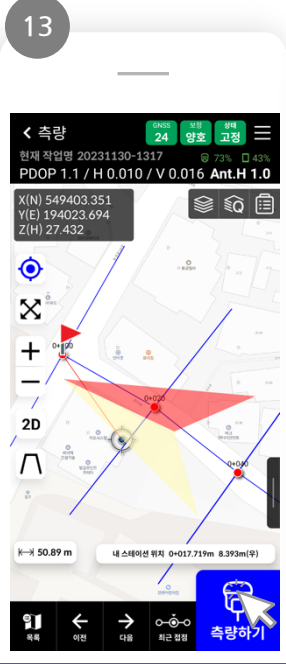 13
측량
GNSS 24
보정 양호
상태 고정
현재 작업명 20231130-1317
73% 43%
PDOP 1.1 / H 0.010 / V 0.016 Ant.H 1.0
X(N) 549403.351
Y(E) 194023.694
Z(H) 27.432
0+000
0+020
0+040
2D
50.89 m
내 스테이션 위치 0+017.719m 8.393m(우)
목록
이전
다음
최근 접점
측량하기